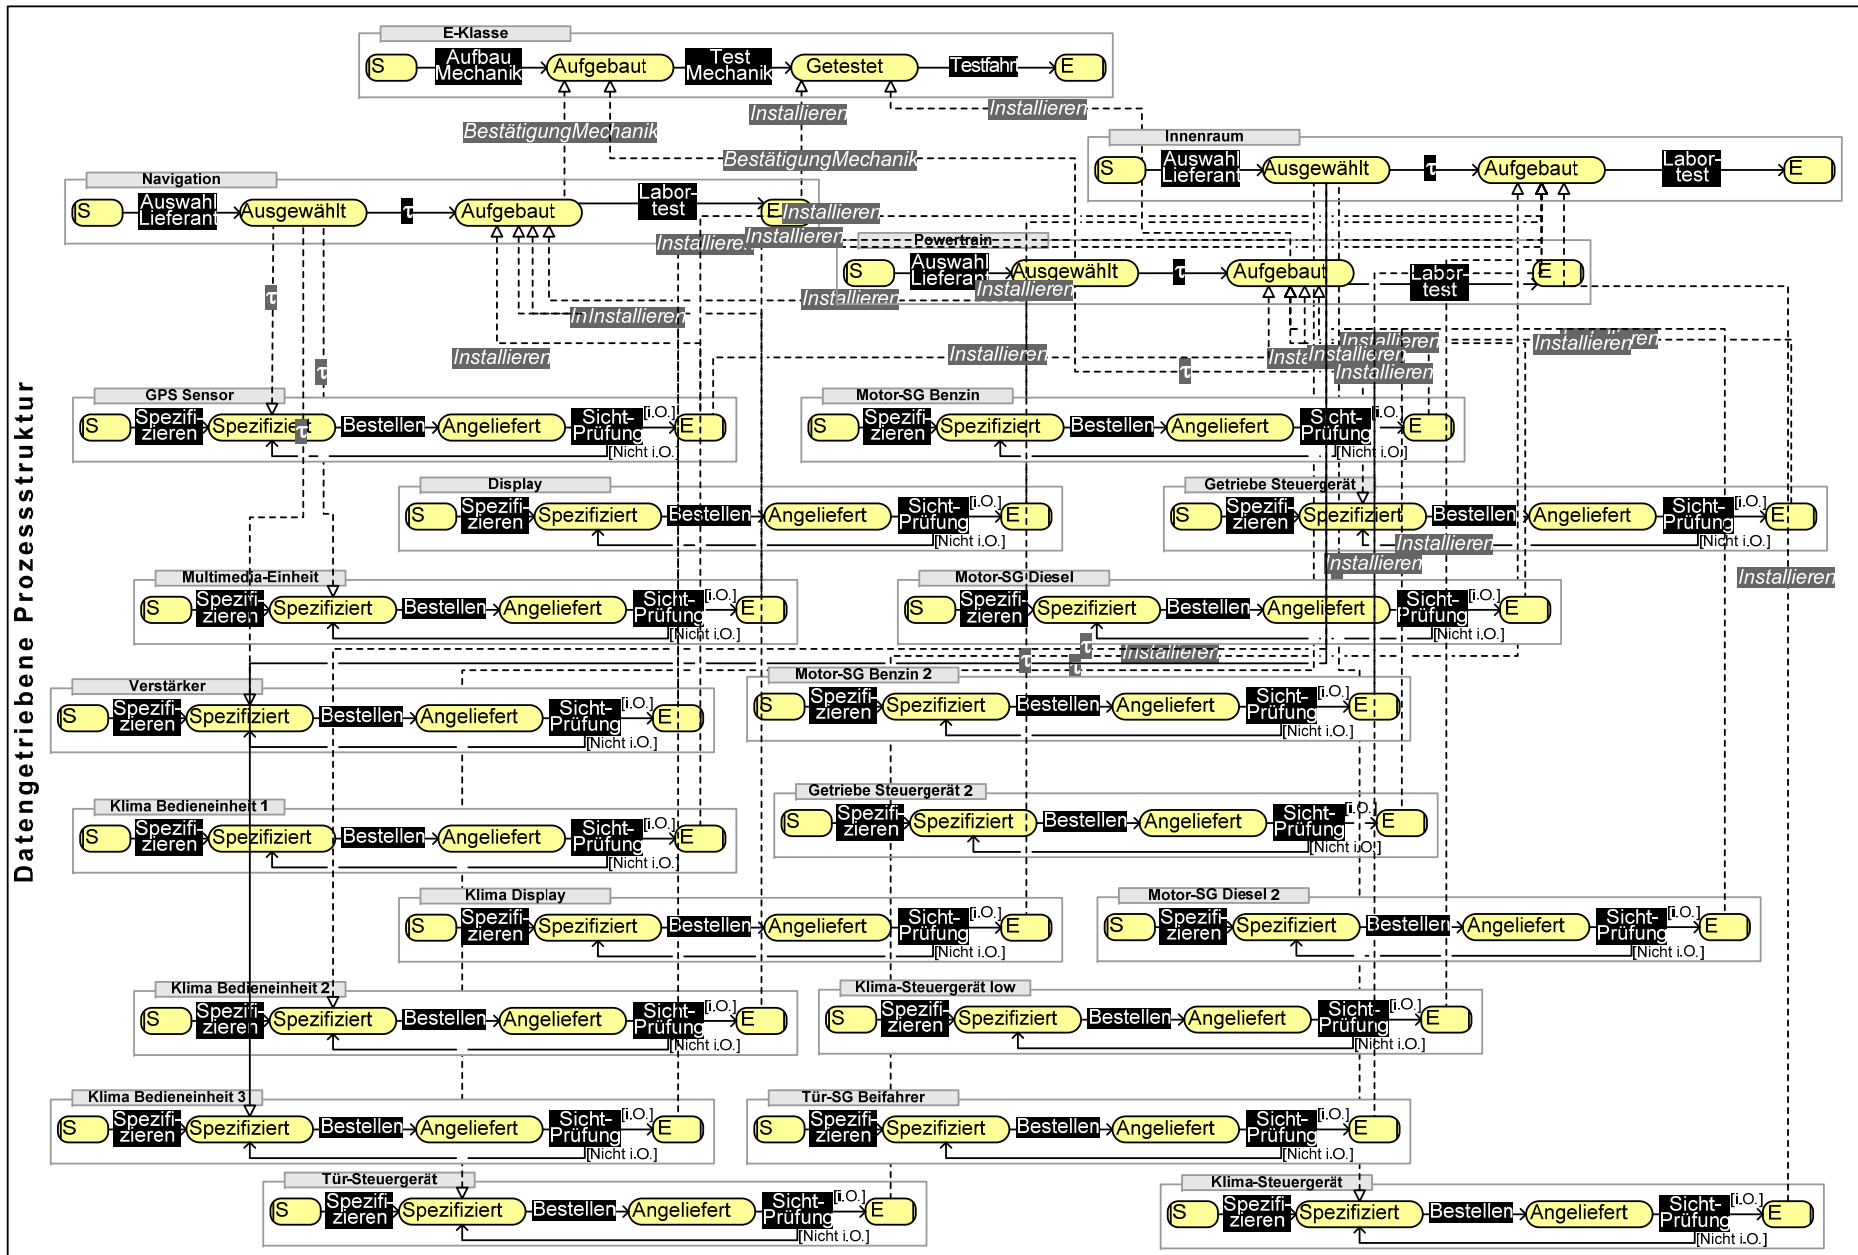 Datengetriebene Prozessstruktur
E-Klasse
S
Aufbau
Mechanik
Aufgebaut
Test
Mechanik
Getestet
Testfahrt
E
Installieren
Installieren
BestätigungMechanik
BestätigungMechanik
Innenraum
S
Auswahl
Lieferant
Ausgewählt
τ
Aufgebaut
Labor-
test
E
Navigation
S
Auswahl
Lieferant
Ausgewählt
τ
Aufgebaut
Labor-
test
E
Installieren
Installieren
Installieren
Powertrain
S
Auswahl
Lieferant
Ausgewählt
τ
Aufgebaut
Labor-
test
E
τ
Installieren
Installieren
Installieren
Installieren
Installieren
Installieren
Installieren
Installieren
Installieren
τ
τ
GPS Sensor
S
Spezifi-
zieren
Spezifiziert
τ
Bestellen
Angeliefert
Sicht-
Prüfung
[i.O.]
[Nicht i.O.]
E
Motor-SG Benzin
S
Spezifi-
zieren
Spezifiziert
Bestellen
Angeliefert
Sicht-
Prüfung
[i.O.]
[Nicht i.O.]
E
Display
S
Spezifi-
zieren
Spezifiziert
Bestellen
Angeliefert
Sicht-
Prüfung
[i.O.]
[Nicht i.O.]
E
Getriebe Steuergerät
S
Spezifi-
zieren
Spezifiziert
Bestellen
Angeliefert
Sicht-
Prüfung
[i.O.]
[Nicht i.O.]
E
Installieren
Installieren
Installieren
Multimedia-Einheit
S
Spezifi-
zieren
Spezifiziert
Bestellen
Angeliefert
Sicht-
Prüfung
[i.O.]
[Nicht i.O.]
E
Motor-SG Diesel
S
Spezifi-
zieren
Spezifiziert
Bestellen
Angeliefert
Sicht-
Prüfung
[i.O.]
[Nicht i.O.]
E
τ
τ
τ
Installieren
Verstärker
S
Spezifi-
zieren
Spezifiziert
Bestellen
Angeliefert
Sicht-
Prüfung
[i.O.]
[Nicht i.O.]
E
Motor-SG Benzin 2
S
Spezifi-
zieren
Spezifiziert
Bestellen
Angeliefert
Sicht-
Prüfung
[i.O.]
[Nicht i.O.]
E
Klima Bedieneinheit 1
S
Spezifi-
zieren
Spezifiziert
Bestellen
Angeliefert
Sicht-
Prüfung
[i.O.]
[Nicht i.O.]
E
Getriebe Steuergerät 2
S
Spezifi-
zieren
Spezifiziert
Bestellen
Angeliefert
Sicht-
Prüfung
[i.O.]
[Nicht i.O.]
E
Klima Display
S
Spezifi-
zieren
Spezifiziert
Bestellen
Angeliefert
Sicht-
Prüfung
[i.O.]
[Nicht i.O.]
E
Motor-SG Diesel 2
S
Spezifi-
zieren
Spezifiziert
Bestellen
Angeliefert
Sicht-
Prüfung
[i.O.]
[Nicht i.O.]
E
Klima Bedieneinheit 2
S
Spezifi-
zieren
Spezifiziert
Bestellen
Angeliefert
Sicht-
Prüfung
[i.O.]
[Nicht i.O.]
E
Klima-Steuergerät low
S
Spezifi-
zieren
Spezifiziert
Bestellen
Angeliefert
Sicht-
Prüfung
[i.O.]
[Nicht i.O.]
E
Klima Bedieneinheit 3
S
Spezifi-
zieren
Spezifiziert
Bestellen
Angeliefert
Sicht-
Prüfung
[i.O.]
[Nicht i.O.]
E
Tür-SG Beifahrer
S
Spezifi-
zieren
Spezifiziert
Bestellen
Angeliefert
Sicht-
Prüfung
[i.O.]
[Nicht i.O.]
E
Tür-Steuergerät
S
Spezifi-
zieren
Spezifiziert
Bestellen
Angeliefert
Sicht-
Prüfung
[i.O.]
[Nicht i.O.]
E
Klima-Steuergerät
S
Spezifi-
zieren
Spezifiziert
Bestellen
Angeliefert
Sicht-
Prüfung
[i.O.]
[Nicht i.O.]
E